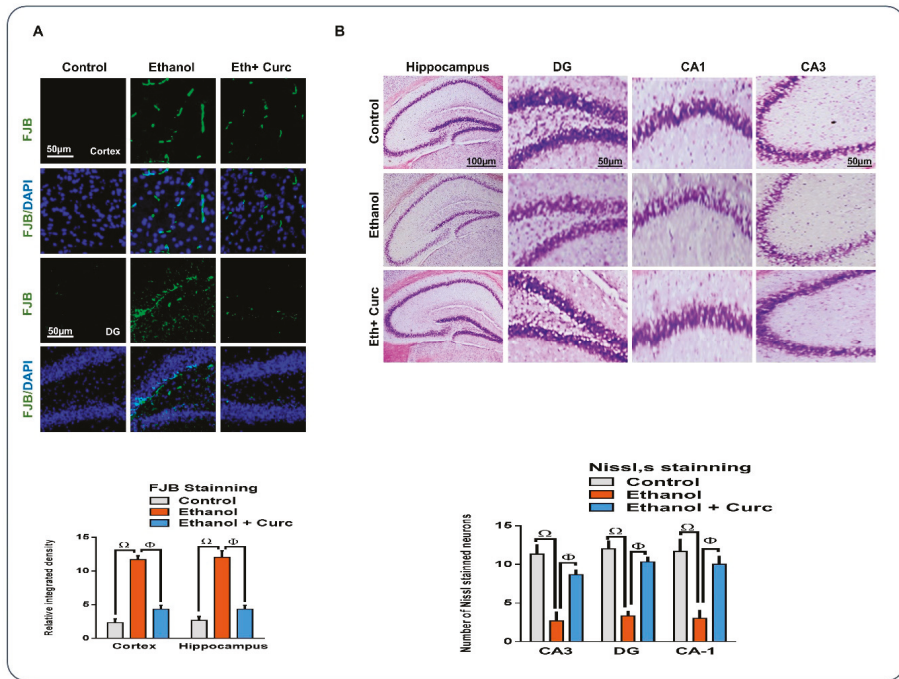 A
Control Ethanol Eth+ Curc
FJB
50μm
Cortex
FJB/DAPI
FJB
50μm
DG
FJB/DAPI
FJB Stainning
Control
Ethanol
Ethanol + Curc
Relative integrated density
15
10
5
0
Ω Φ Ω Φ
Cortex Hippocampus
B
Hippocampus DG CA1 CA3
Control
100μm 50μm 50μm
Ethanol
Eth+ Curc
Nissl,s stainning
Control
Ethanol
Ethanol + Curc
Number of Nissl stainned neurons
15
10
5
0
Ω Φ Ω Φ Ω Φ
CA3 DG CA-1